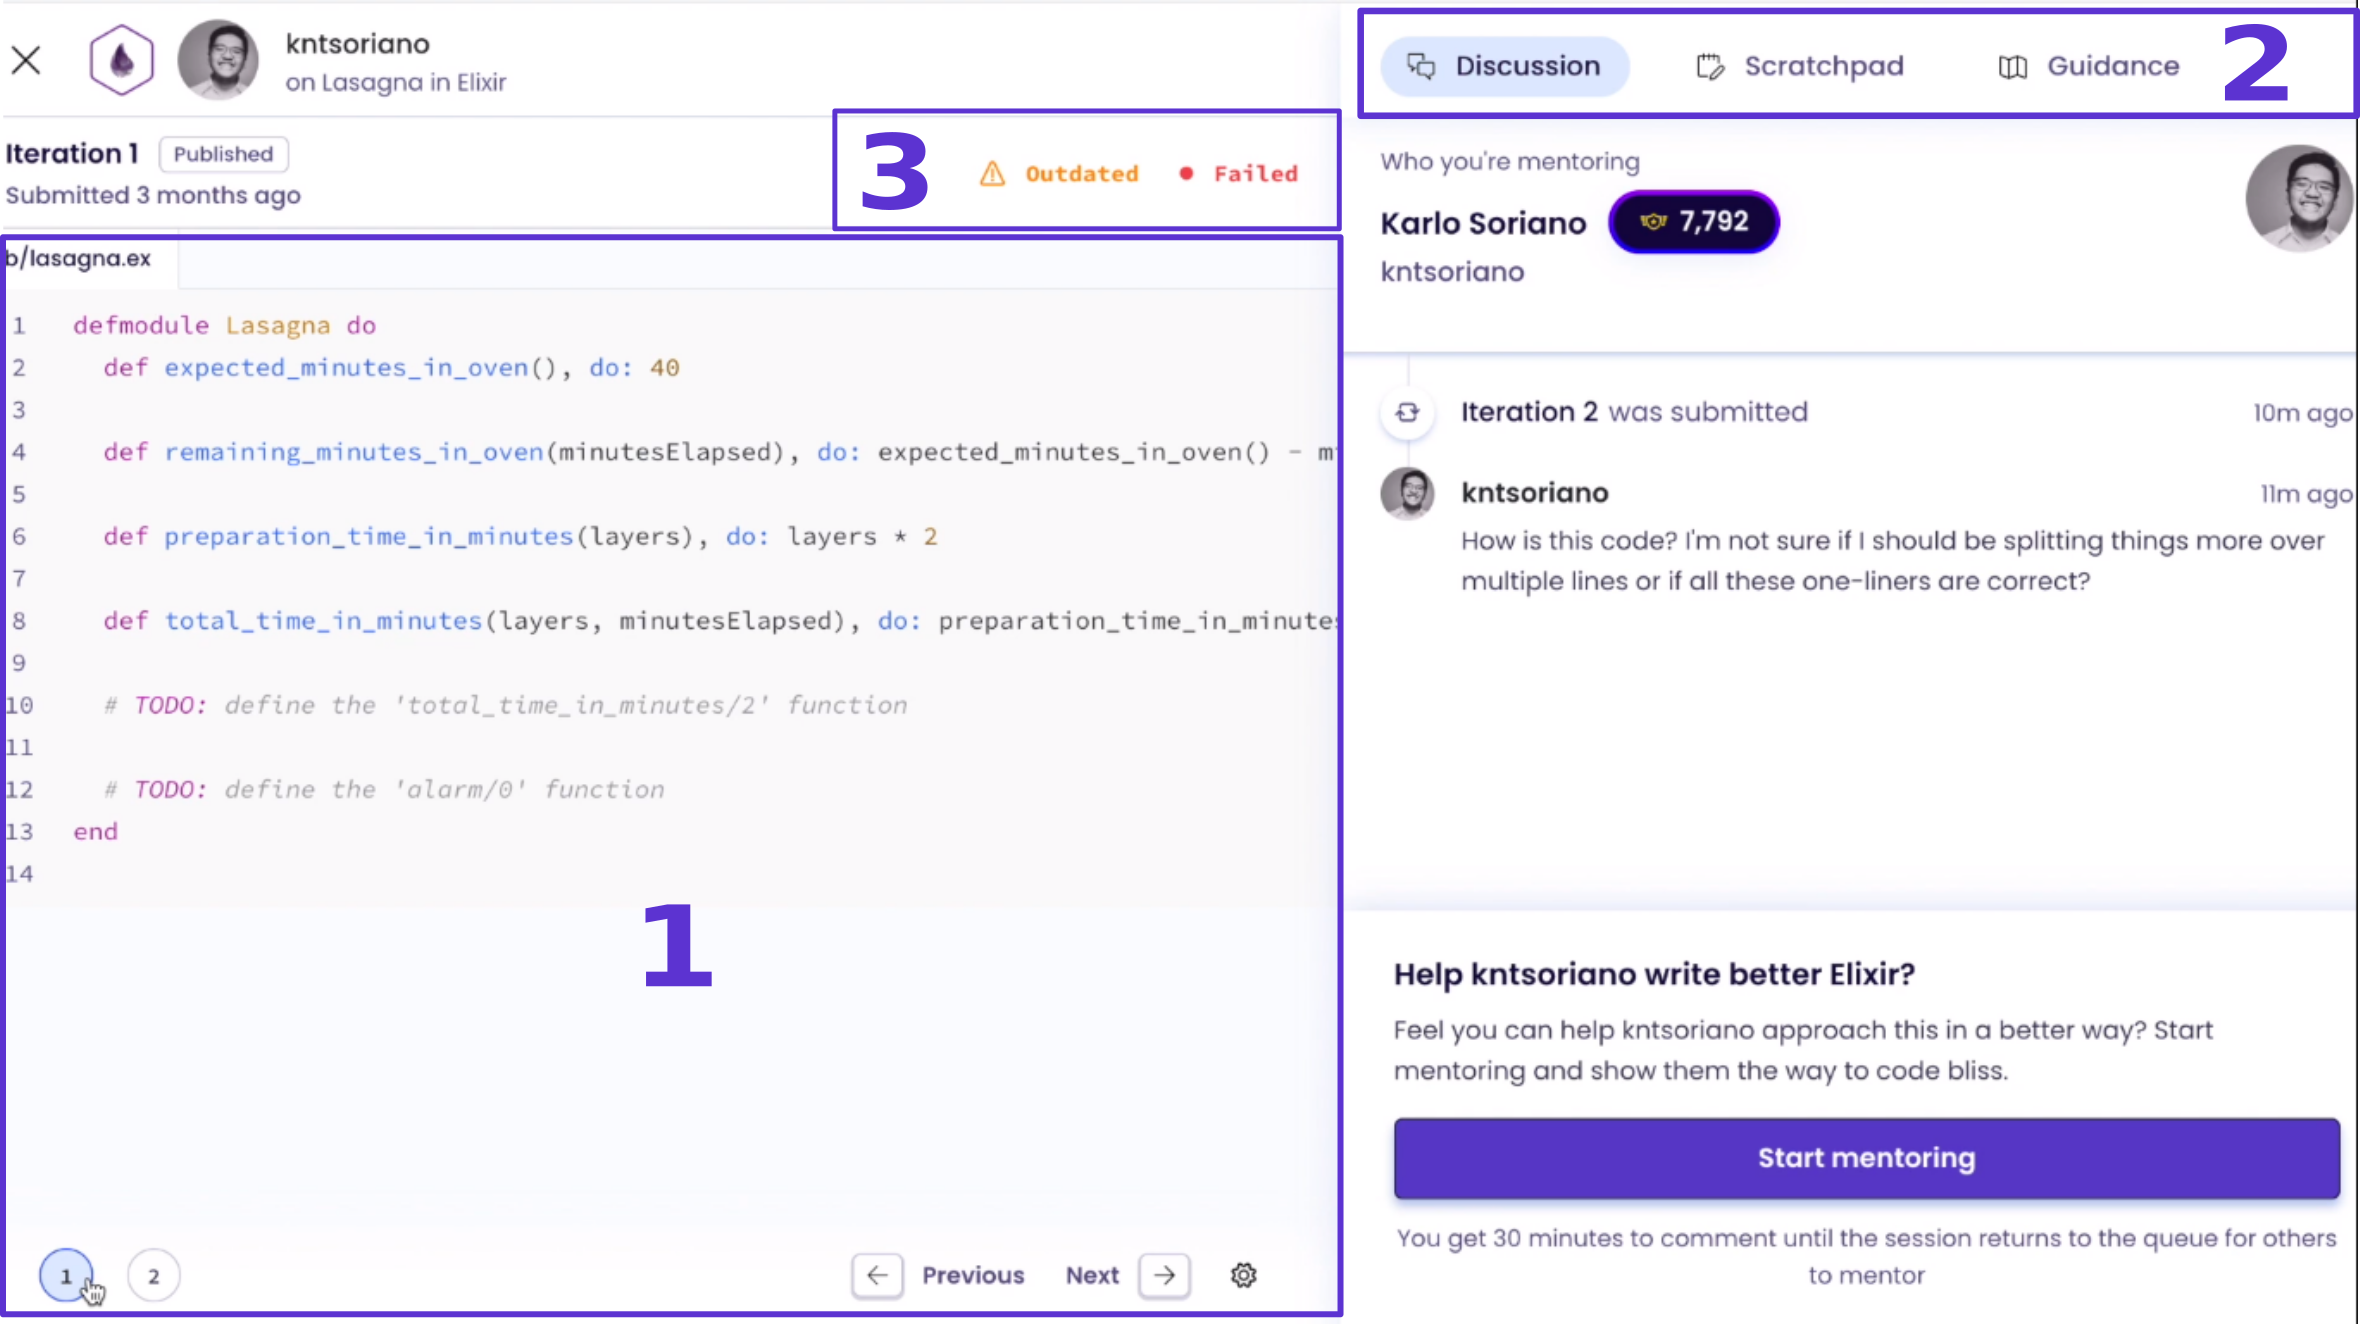 kntsoriano
on Lasagna in Elixir
Iteration 1 Published
Submitted 3 months ago
3 Outdated Failed
b/lasagna.ex
1 defmodule Lasagna do
2 def expected_minutes_in_oven(), do: 40
3
4 def remaining_minutes_in_oven(minutesElapsed), do: expected_minutes_in_oven() - m
5
6 def preparation_time_in_minutes(layers), do: layers * 2
7
8 def total_time_in_minutes(layers, minutesElapsed), do: preparation_time_in_minutes
9
10 # TODO: define the 'total_time_in_minutes/2' function
11
12 # TODO: define the 'alarm/0' function
13 end
14
1
1 2 Previous Next
Discussion Scratchpad Guidance 2
Who you're mentoring
Karlo Soriano 7,792
kntsoriano
Iteration 2 was submitted 10m ago
kntsoriano 11m ago
How is this code? I'm not sure if I should be splitting things more over
multiple lines or if all these one-liners are correct?
Help kntsoriano write better Elixir?
Feel you can help kntsoriano approach this in a better way? Start
mentoring and show them the way to code bliss.
Start mentoring
You get 30 minutes to comment until the session returns to the queue for others
to mentor